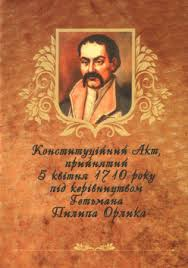 Конституційний Акт,
прийнятий
5 квітня 1710 року
під керівництвом
Гетьмана
Пилипа Орлика